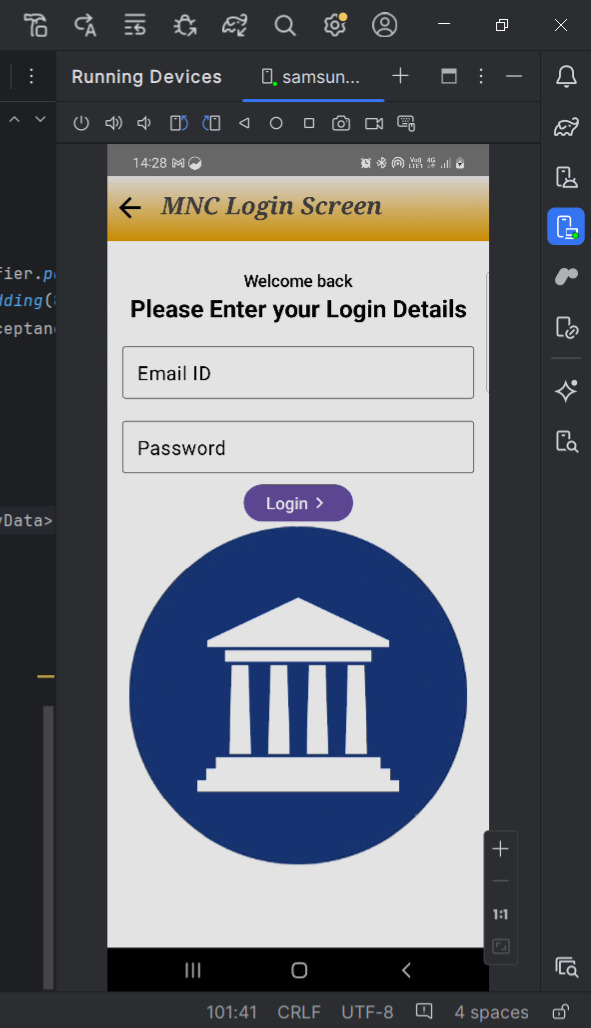 Running Devices
samsun...
14:28
MNC Login Screen
fier.p
dding(
ceptan
Welcome back
Please Enter your Login Details
Email ID
Password
Login
yData>
1:1
101:41 CRLF UTF-8 4 spaces